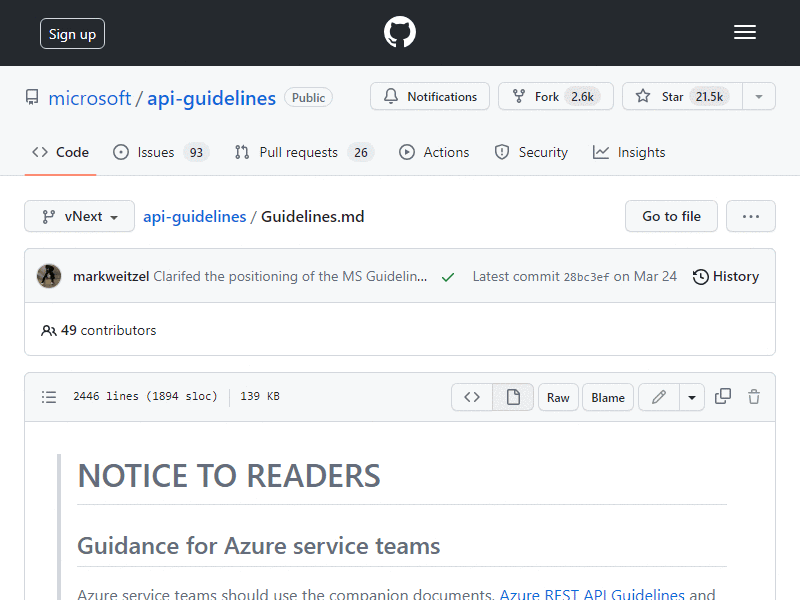 Sign up
microsoft / api-guidelines Public Notifications Fork 2.6k Star 21.5k
Code Issues 93 Pull requests 26 Actions Security Insights
vNext api-guidelines / Guidelines.md Go to file
markweitzel Clarifed the positioning of the MS Guidelin... Latest commit 28bc3ef on Mar 24 History
49 contributors
2446 lines (1894 sloc) 139 KB Raw Blame
NOTICE TO READERS
Guidance for Azure service teams
Azure service teams should use the companion documents, Azure REST API Guidelines and